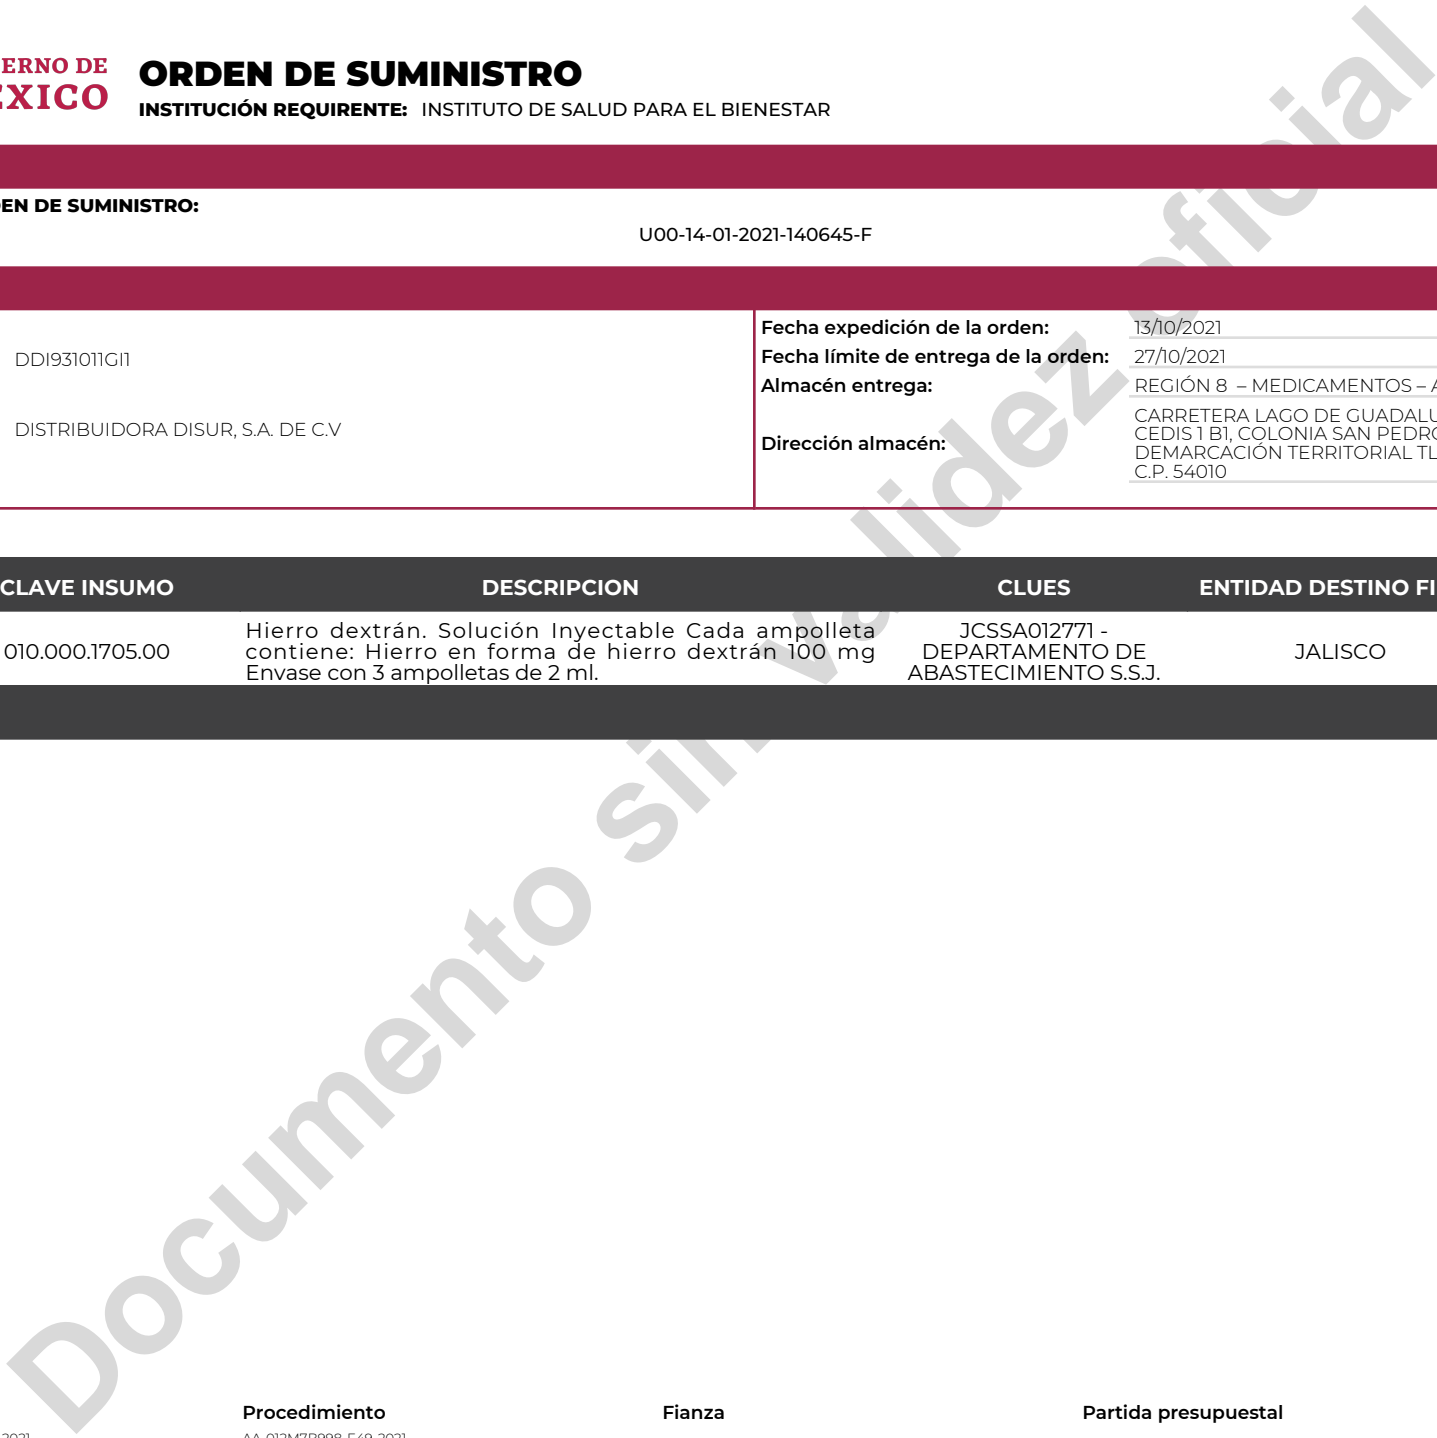 ERNO DE
ORDEN DE SUMINISTRO
INSTITUCIÓN REQUIRENTE: INSTITUTO DE SALUD PARA EL BIENESTAR
EN DE SUMINISTRO:
U00-14-01-2021-140645-F
DDI931011GI1
DISTRIBUIDORA DISUR, S.A. DE C.V
Fecha expedición de la orden: 13/10/2021
Fecha límite de entrega de la orden: 27/10/2021
Almacén entrega: REGIÓN 8 – MEDICAMENTOS – A
Dirección almacén:
CARRETERA LAGO DE GUADALU
CEDIS 1 B1, COLONIA SAN PEDRO
DEMARCACIÓN TERRITORIAL TL
C.P. 54010
CLAVE INSUMO DESCRIPCION CLUES ENTIDAD DESTINO FI
010.000.1705.00
Hierro dextrán. Solución Inyectable Cada ampolleta
contiene: Hierro en forma de hierro dextrán 100 mg
Envase con 3 ampolletas de 2 ml.
JCSSA012771 -
DEPARTAMENTO DE
ABASTECIMIENTO S.S.J.
JALISCO
Documento sin validez oficial
Procedimiento Fianza Partida presupuestal